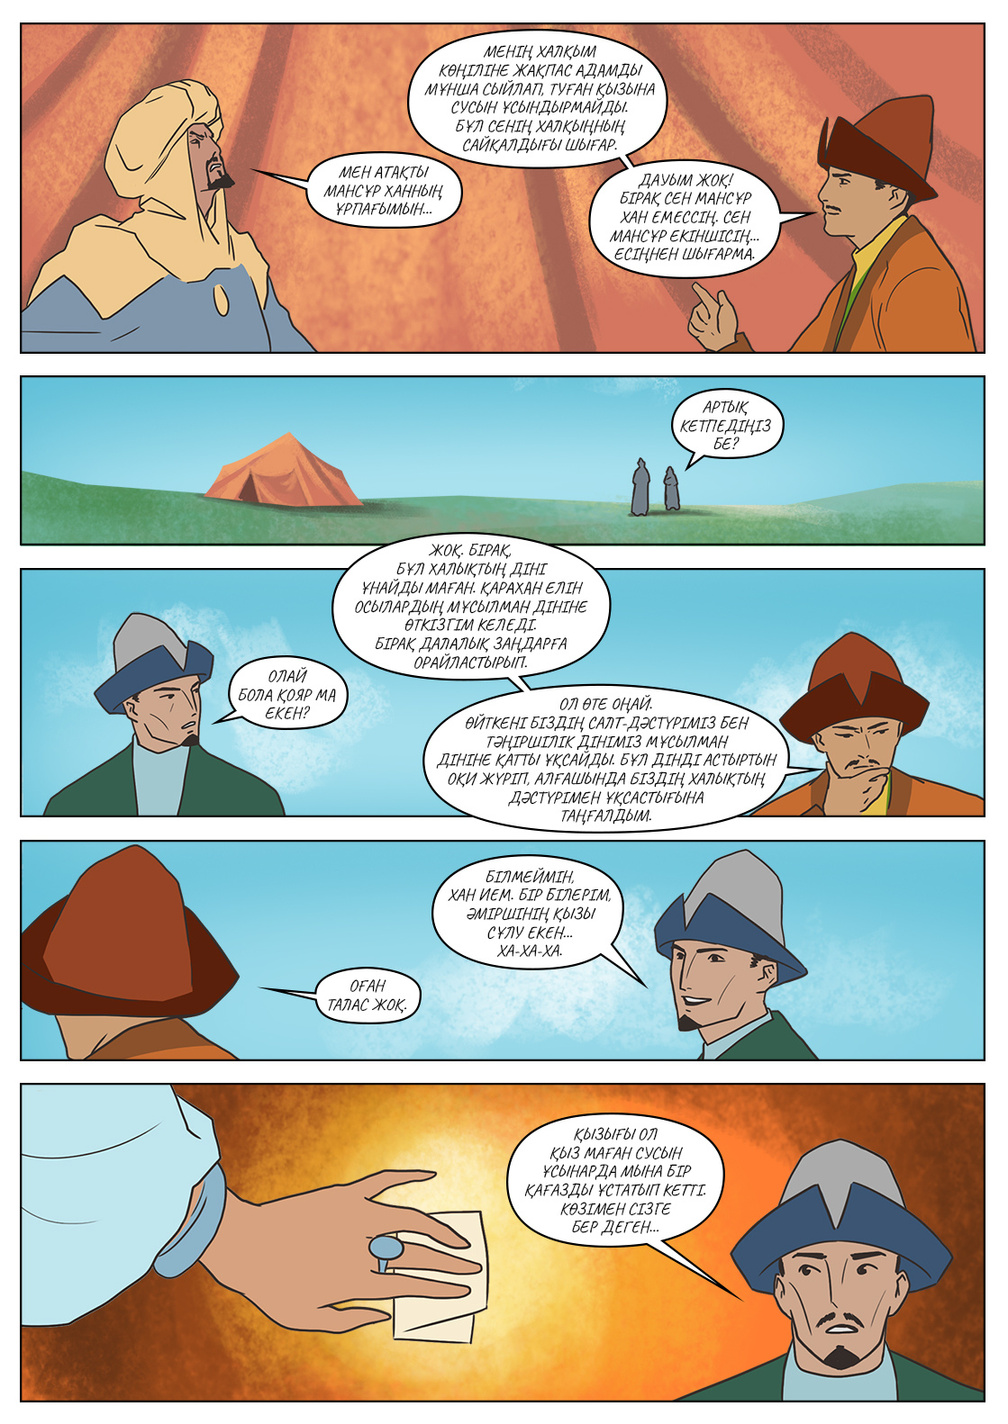 МЕНІҢ ХАЛҚЫМ
КӨҢІЛІНЕ ЖАҚПАС АДАМДЫ
МҰНША СЫЙЛАП, ТУҒАН ҚЫЗЫНА
СУСЫН ҰСЫНДЫРМАЙДЫ.
БҰЛ СЕНІҢ ХАЛҚЫҢНЫҢ
САЙҚАЛДЫҒЫ ШЫҒАР.
МЕН АТАҚТЫ
МАНСҰР ХАННЫҢ
ҰРПАҒЫМЫН...
ДАУЫМ ЖОҚ!
БІРАҚ СЕН МАНСҰР
ХАН ЕМЕССІҢ. СЕН
МАНСҰР ЕКІНШІСІҢ...
ЕСІҢНЕН ШЫҒАРМА.
АРТЫҚ
КЕТПЕДІҢІЗ
БЕ?
ЖОҚ. БІРАҚ,
БҰЛ ХАЛЫҚТЫҢ ДІНІ
ҰНАЙДЫ МАҒАН. ҚАРАХАН ЕЛІН
ОСЫЛАРДЫҢ МҰСЫЛМАН ДІНІНЕ
ӨТКІЗГІМ КЕЛЕДІ.
БІРАҚ ДАЛАЛЫҚ ЗАҢДАРҒА
ОРАЙЛАСТЫРЫП.
ОЛАЙ
БОЛА ҚОЯР МА
ЕКЕН?
ОЛ ӨТЕ ОҢАЙ.
ӨЙТКЕНІ БІЗДІҢ САЛТ-ДӘСТҮРІМІЗ БЕН
ТӘҢІРШІЛІК ДІНІМІЗ МҰСЫЛМАН
ДІНІНЕ ҚАТТЫ ҰҚСАЙДЫ. БҰЛ ДІНДІ АСТЫРТЫН
ОҚИ ЖҮРІП, АЛҒАШЫНДА БІЗДІҢ ХАЛЫҚТЫҢ
ДӘСТҮРІМЕН ҰҚСАСТЫҒЫНА
ТАҢҒАЛДЫМ.
БІЛМЕЙМІН,
ХАН ИЕМ. БІР БІЛЕРІМ,
ӘМІРШІНІҢ ҚЫЗЫ
СҰЛУ ЕКЕН...
ХА-ХА-ХА.
ОҒАН
ТАЛАС ЖОҚ.
ҚЫЗЫҒЫ ОЛ
ҚЫЗ МАҒАН СУСЫН
ҰСЫНАРДА МЫНА БІР
ҚАҒАЗДЫ ҰСТАТЫП КЕТТІ.
КӨЗІМЕН СІЗГЕ
БЕР ДЕГЕН...